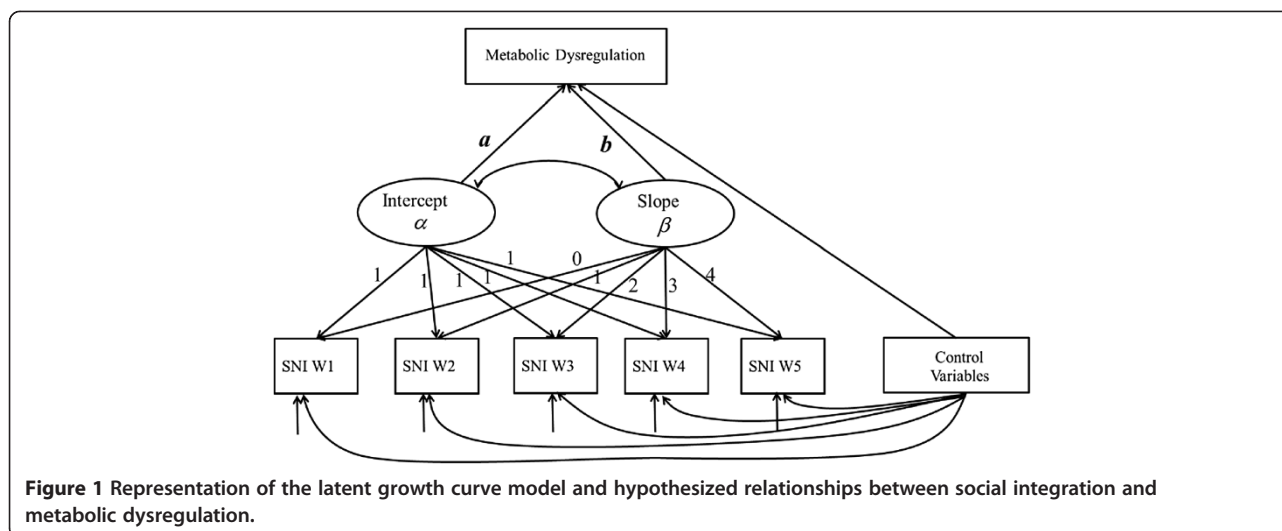 Metabolic Dysregulation
a
b
Intercept
α
Slope
β
1
1
1
1
1
0
1
2
3
4
SNI W1
SNI W2
SNI W3
SNI W4
SNI W5
Control
Variables
Figure 1 Representation of the latent growth curve model and hypothesized relationships between social integration and
metabolic dysregulation.